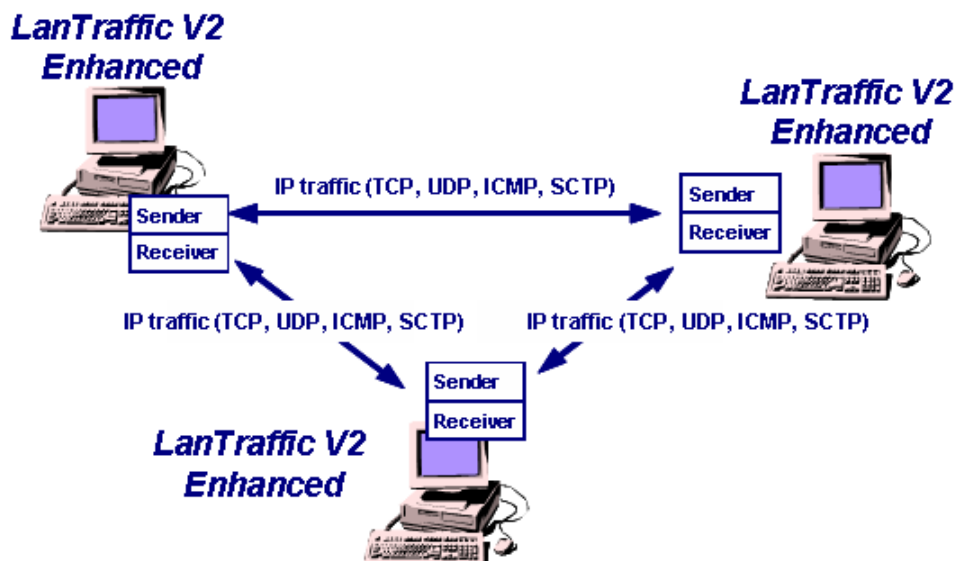 LanTraffic V2
Enhanced
LanTraffic V2
Enhanced
IP traffic (TCP, UDP, ICMP, SCTP)
Sender
Receiver
Sender
Receiver
IP traffic (TCP, UDP, ICMP, SCTP)
IP traffic (TCP, UDP, ICMP, SCTP)
Sender
Receiver
LanTraffic V2
Enhanced